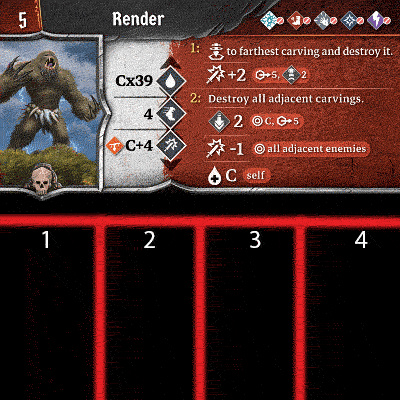 5 Render
1: to farthest carving and destroy it.
Cx39
+2 5, 2
2: Destroy all adjacent carvings.
4
2 C, 5
C+4
-1 all adjacent enemies
C self
1 2 3 4